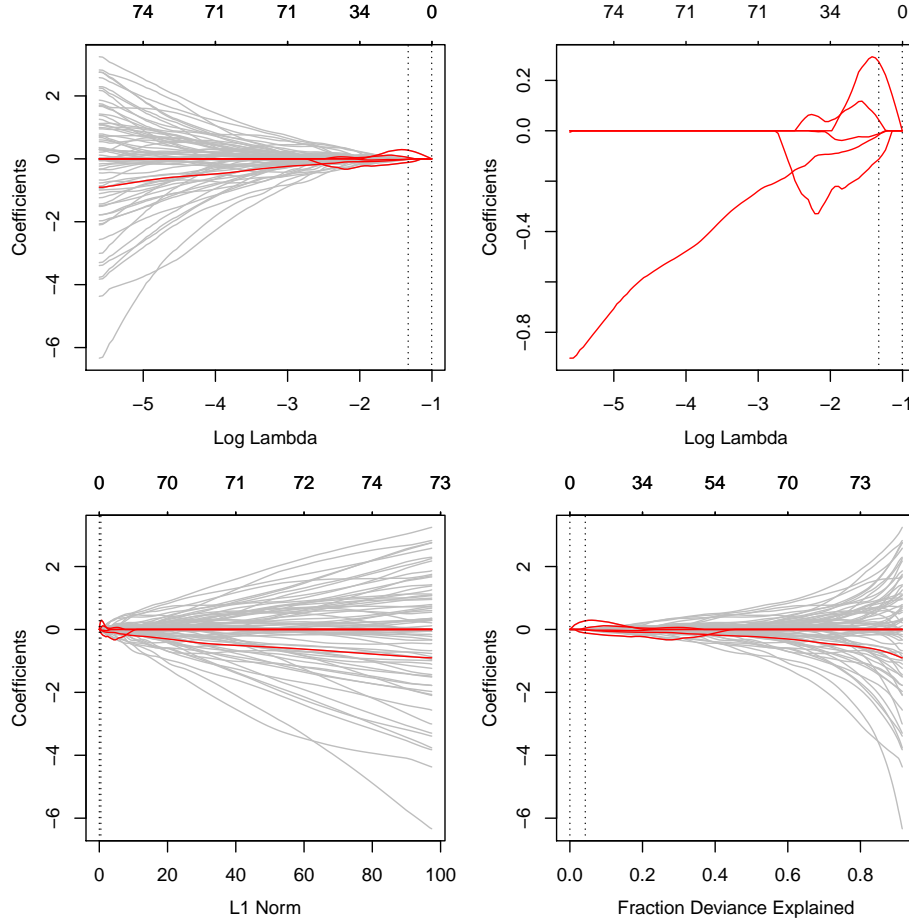 74 71 71 34 0
Coefficients
2
0
−2
−4
−6
−5 −4 −3 −2 −1
Log Lambda
74 71 71 34 0
Coefficients
0.2
0.0
−0.4
−0.8
−5 −4 −3 −2 −1
Log Lambda
0 70 71 72 74 73
Coefficients
2
0
−2
−4
−6
0 20 40 60 80 100
L1 Norm
0 34 54 70 73
Coefficients
2
0
−2
−4
−6
0.0 0.2 0.4 0.6 0.8
Fraction Deviance Explained